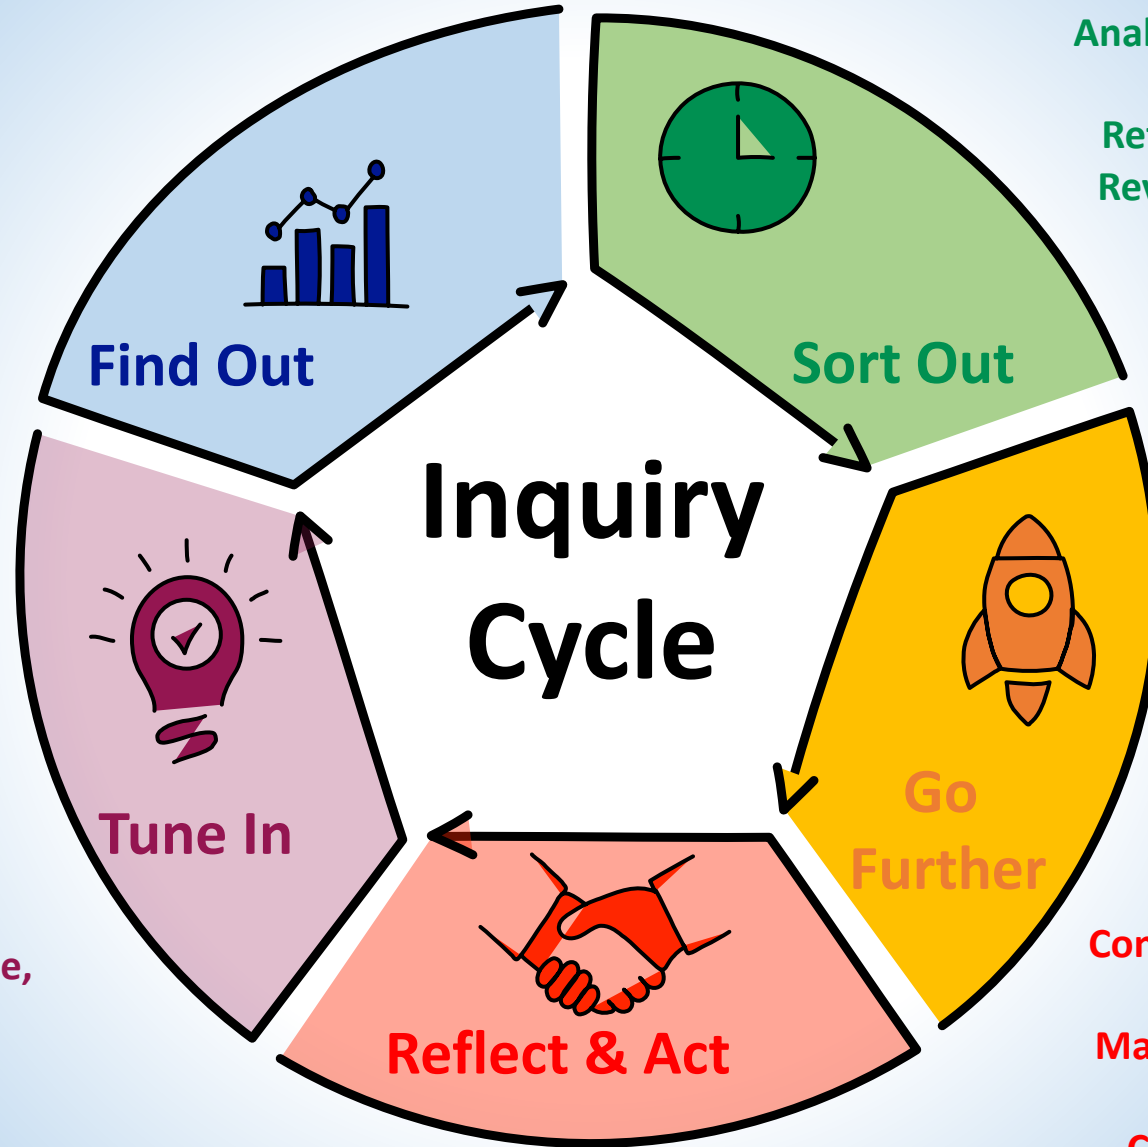 Find Out
Sort Out
Inquiry
Cycle
Tune In
Go
Further
Reflect & Act